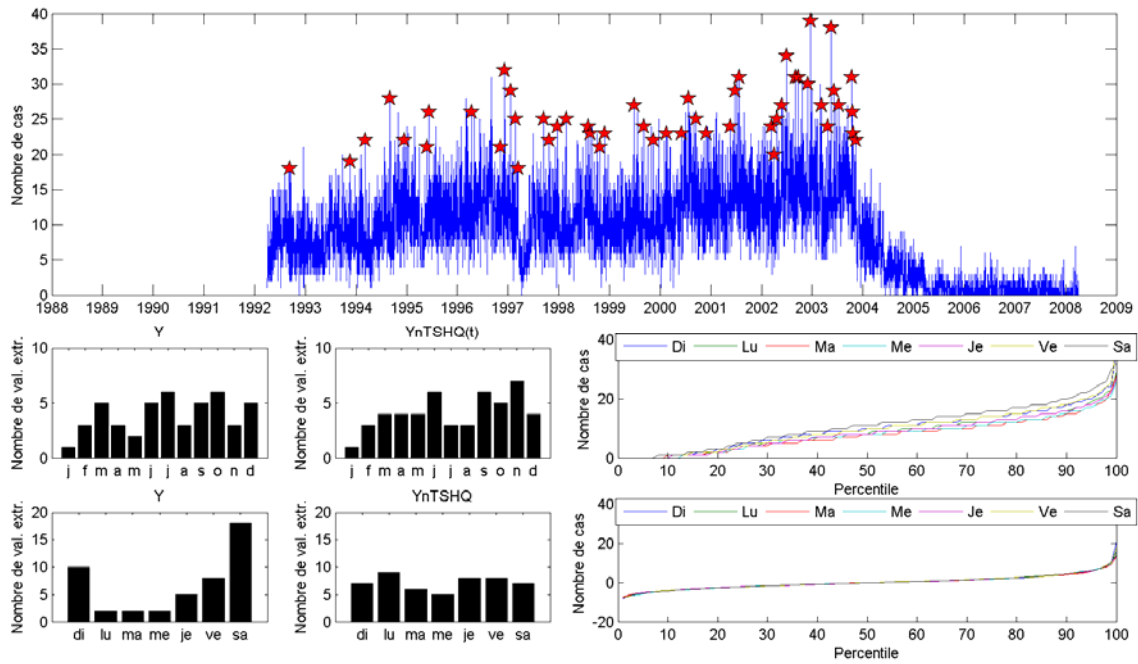 Nombre de cas
40
35
30
25
20
15
10
5
0
1988 1989 1990 1991 1992 1993 1994 1995 1996 1997 1998 1999 2000 2001 2002 2003 2004 2005 2006 2007 2008 2009
Y
Nombre de val. extr.
10
5
0
j f m a m j j a s o n d
YnTSHQ(t)
Nombre de val. extr.
10
5
0
j f m a m j j a s o n d
Di Lu Ma Me Je Ve Sa
Nombre de cas
40
20
0
0 10 20 30 40 50 60 70 80 90 100
Percentile
Y
Nombre de val. extr.
20
15
10
5
0
di lu ma me je ve sa
YnTSHQ
Nombre de val. extr.
20
15
10
5
0
di lu ma me je ve sa
Di Lu Ma Me Je Ve Sa
Nombre de cas
40
20
0
-20
0 10 20 30 40 50 60 70 80 90 100
Percentile